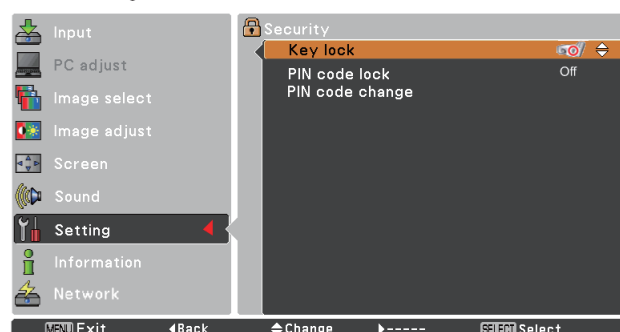 Input
PC adjust
Image select
Image adjust
Screen
Sound
Setting
Information
Network
Security
Key lock
PIN code lock Off
PIN code change
MENU Exit ◀Back ◆Change ▶----- SELECT Select